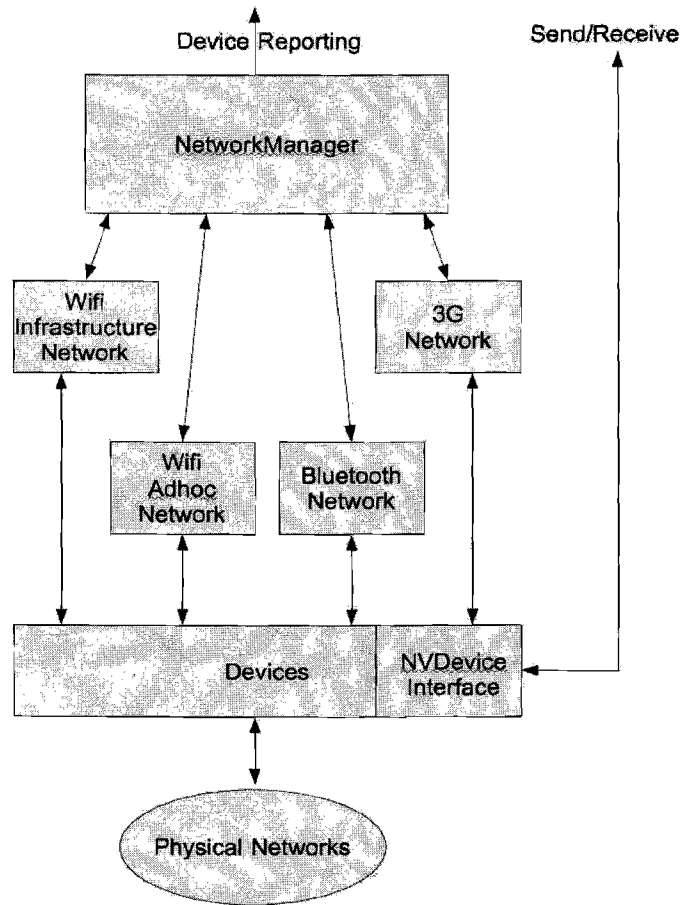 Device Reporting
Send/Receive
NetworkManager
Wifi
Infrastructure
Network
3G
Network
Wifi
Adhoc
Network
Bluetooth
Network
Devices
NVDevice
Interface
Physical Networks